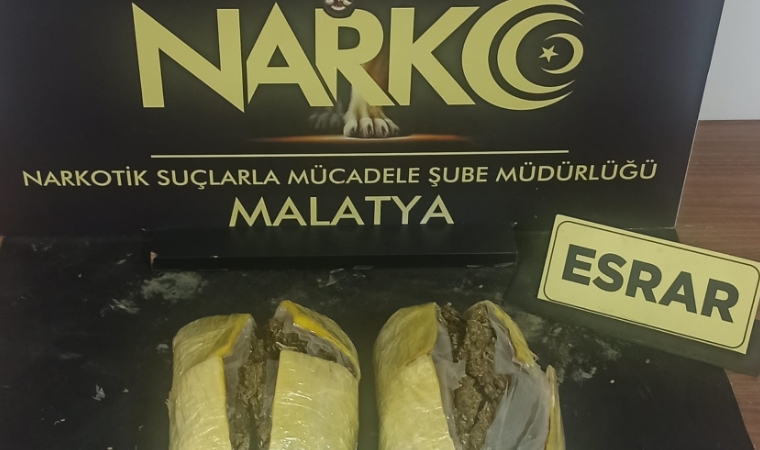 NARKO
NARKOTİK SUÇLARLA MÜCADELE ŞUBE MÜDÜRLÜĞÜ
MALATYA
ESRAR